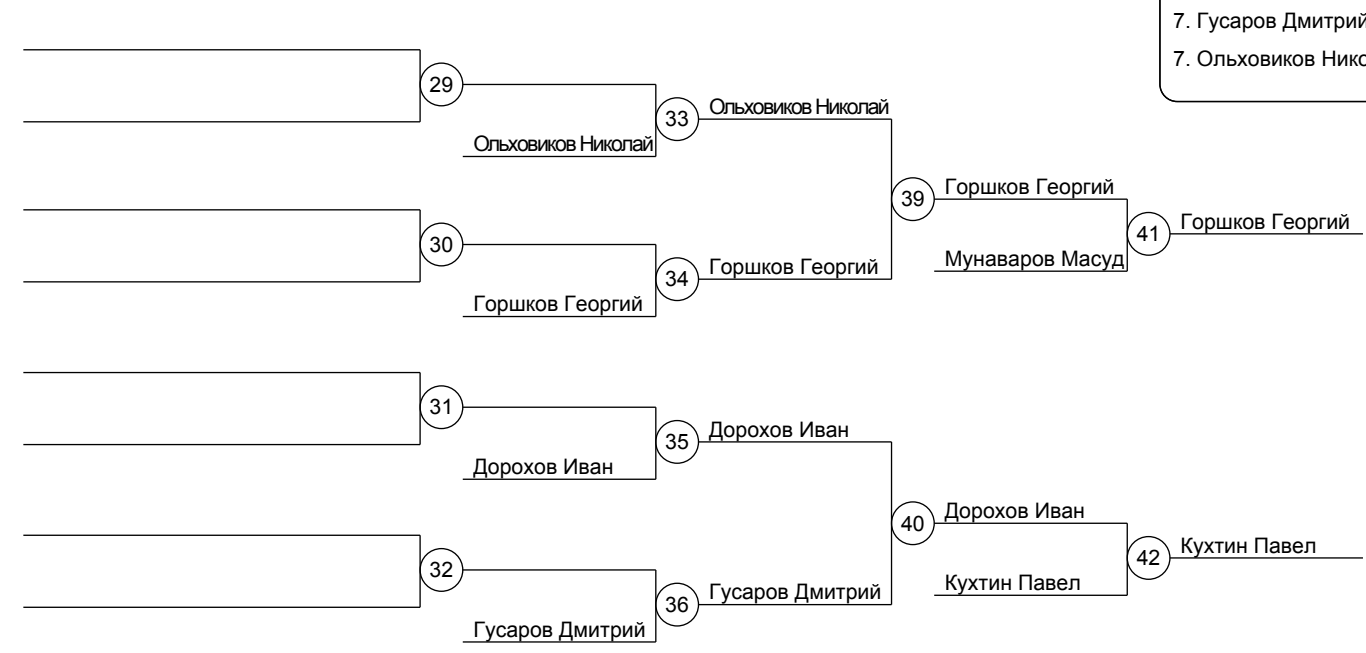 7. Гусаров Дмитрий
7. Ольховиков Нико
29
Ольховиков Николай
33
Ольховиков Николай
30
Горшков Георгий
34
Горшков Георгий
39
Горшков Георгий
Мунаваров Масуд
41
Горшков Георгий
31
Дорохов Иван
35
Дорохов Иван
32
Гусаров Дмитрий
36
Гусаров Дмитрий
40
Дорохов Иван
Кухтин Павел
42
Кухтин Павел